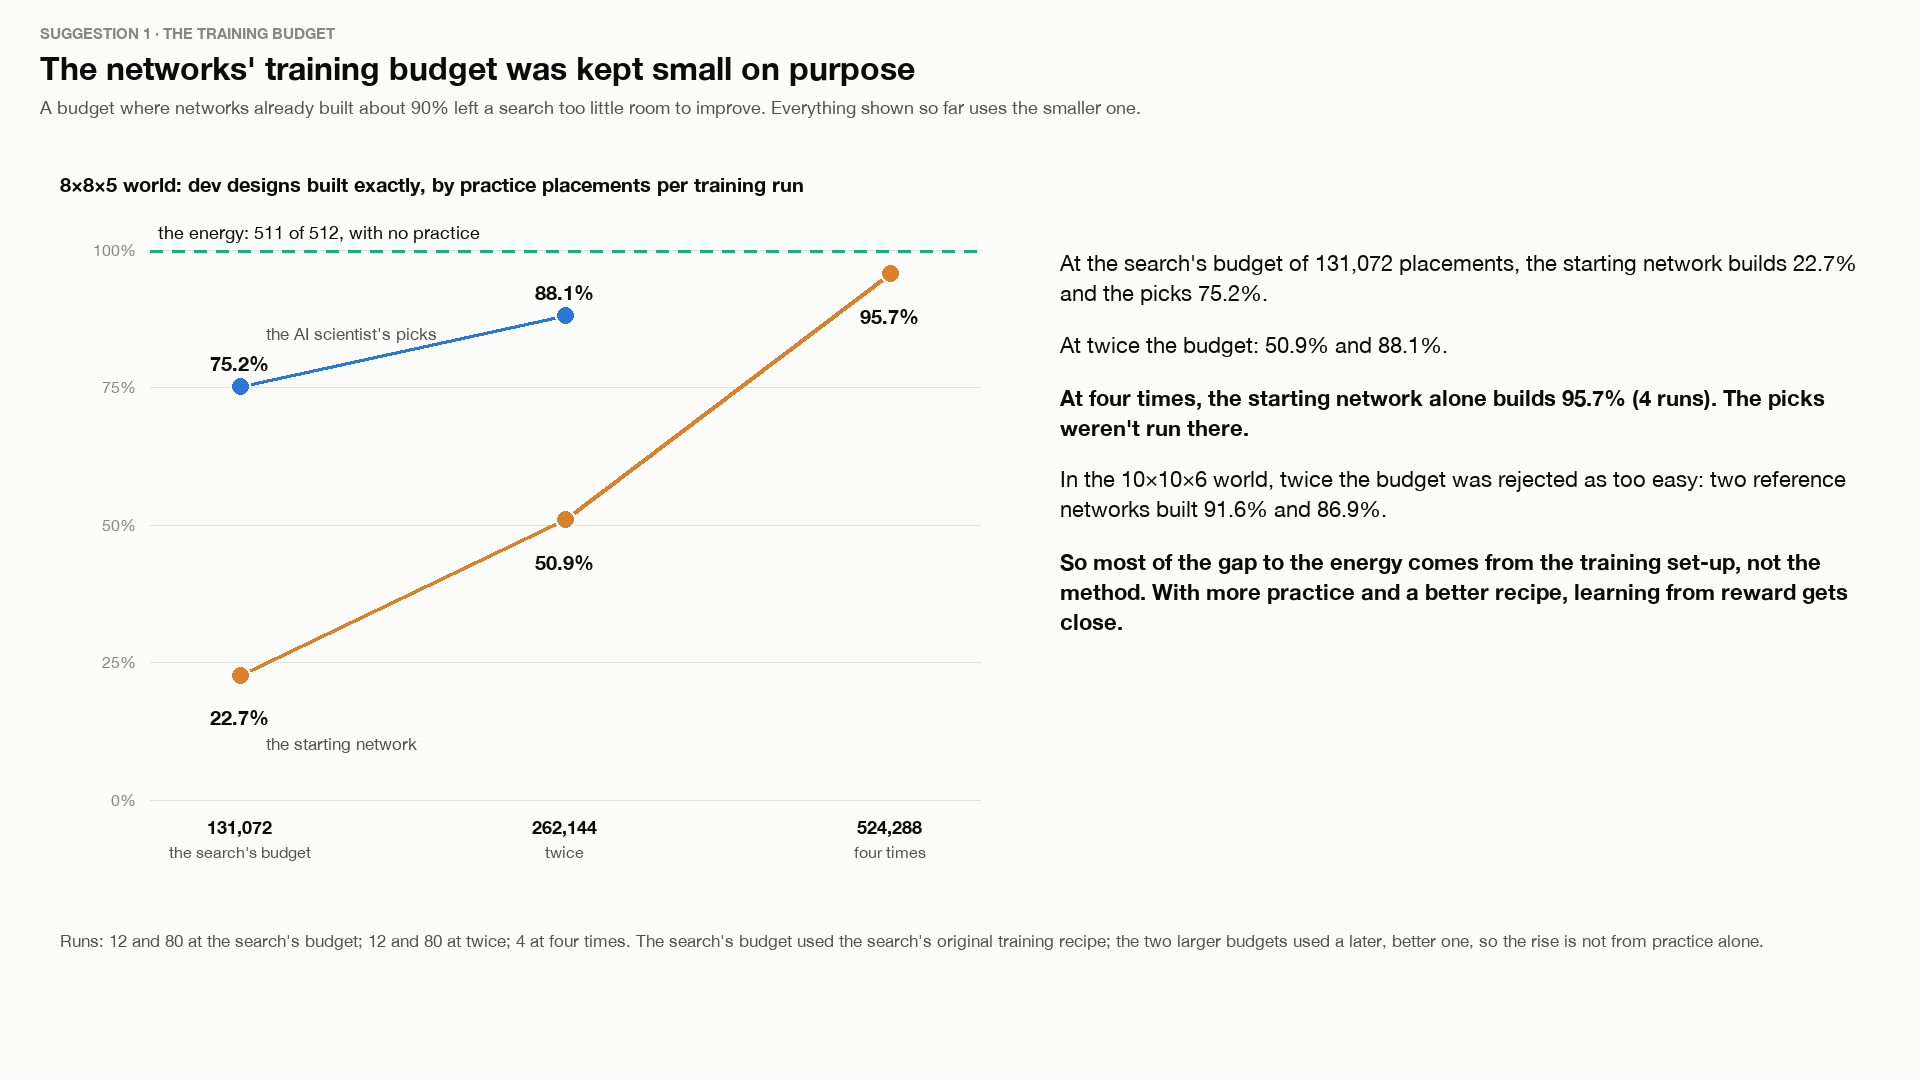 SUGGESTION 1 · THE TRAINING BUDGET
The networks' training budget was kept small on purpose
A budget where networks already built about 90% left a search too little room to improve. Everything shown so far uses the smaller one.
8×8×5 world: dev designs built exactly, by practice placements per training run
the energy: 511 of 512, with no practice
100%
75%
50%
25%
0%
88.1%
the AI scientist's picks
75.2%
95.7%
50.9%
22.7%
the starting network
131,072
the search's budget
262,144
twice
524,288
four times
At the search's budget of 131,072 placements, the starting network builds 22.7%
and the picks 75.2%.
At twice the budget: 50.9% and 88.1%.
At four times, the starting network alone builds 95.7% (4 runs). The picks
weren't run there.
In the 10×10×6 world, twice the budget was rejected as too easy: two reference
networks built 91.6% and 86.9%.
So most of the gap to the energy comes from the training set-up, not the
method. With more practice and a better recipe, learning from reward gets
close.
Runs: 12 and 80 at the search's budget; 12 and 80 at twice; 4 at four times. The search's budget used the search's original training recipe; the two larger budgets used a later, better one, so the rise is not from practice alone.